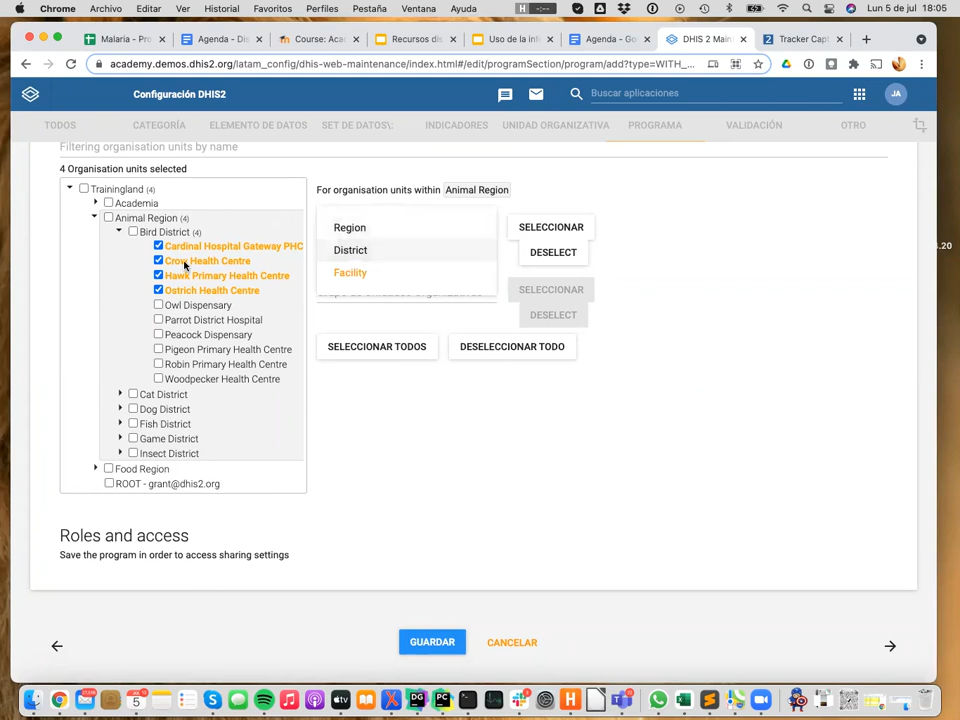 Chrome Archivo Editar Ver Historial Favoritos Perfiles Pestaña Ventana Ayuda
Lun 5 de jul 18:05
Malaria - Pro
Agenda - Dis
Course: Aca
Recursos dis
Uso de la inf
Agenda - Go
DHIS 2 Main
Tracker Capt
academy.demos.dhis2.org/latam_config/dhis-web-maintenance/index.html#/edit/programSection/program/add?type=WITH_...
Configuración DHIS2
Buscar aplicaciones
JA
TODOS CATEGORÍA ELEMENTO DE DATOS SET DE DATOS\: INDICADORES UNIDAD ORGANIZATIVA PROGRAMA VALIDACIÓN OTRO
Filtering organisation units by name
4 Organisation units selected
Trainingland (4)
Academia
Animal Region (4)
Bird District (4)
Cardinal Hospital Gateway PHC
Crow Health Centre
Hawk Primary Health Centre
Ostrich Health Centre
Owl Dispensary
Parrot District Hospital
Peacock Dispensary
Pigeon Primary Health Centre
Robin Primary Health Centre
Woodpecker Health Centre
Cat District
Dog District
Fish District
Game District
Insect District
Food Region
ROOT - grant@dhis2.org
For organisation units within Animal Region
Region
District
Facility
SELECCIONAR
DESELECT
SELECCIONAR
DESELECT
SELECCIONAR TODOS
DESELECCIONAR TODO
4.20
Roles and access
Save the program in order to access sharing settings
GUARDAR
CANCELAR